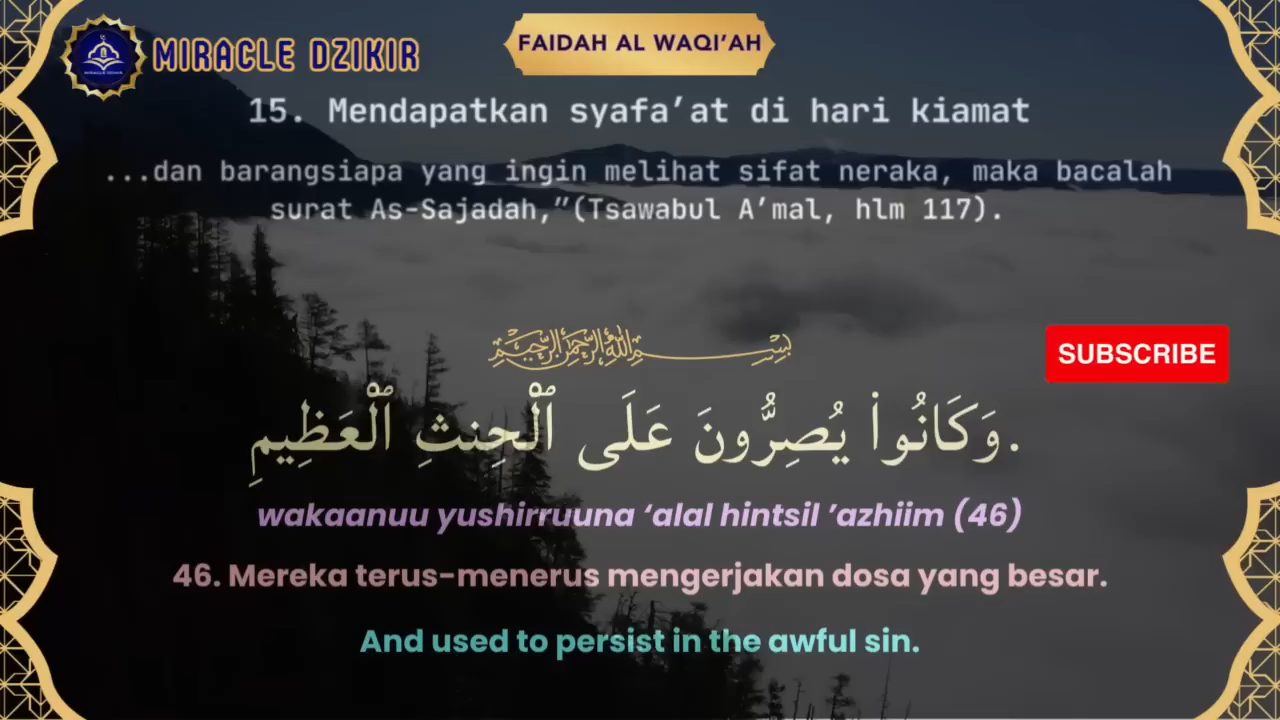 MIRACLE DZIKIR
MIRACLE DZIKIR
FAIDAH AL WAQI’AH
15. Mendapatkan syafa’at di hari kiamat
...dan barangsiapa yang ingin melihat sifat neraka, maka bacalah
surat As-Sajadah,”(Tsawabul A’mal, hlm 117).
بِسْمِ اللهِ الرَّحْمٰنِ الرَّحِيْمِ
SUBSCRIBE
وَكَانُوا۟ يُصِرُّونَ عَلَى ٱلْحِنثِ ٱلْعَظِيمِ.
wakaanuu yushirruuna ‘alal hintsil ’azhiim (46)
46. Mereka terus-menerus mengerjakan dosa yang besar.
And used to persist in the awful sin.